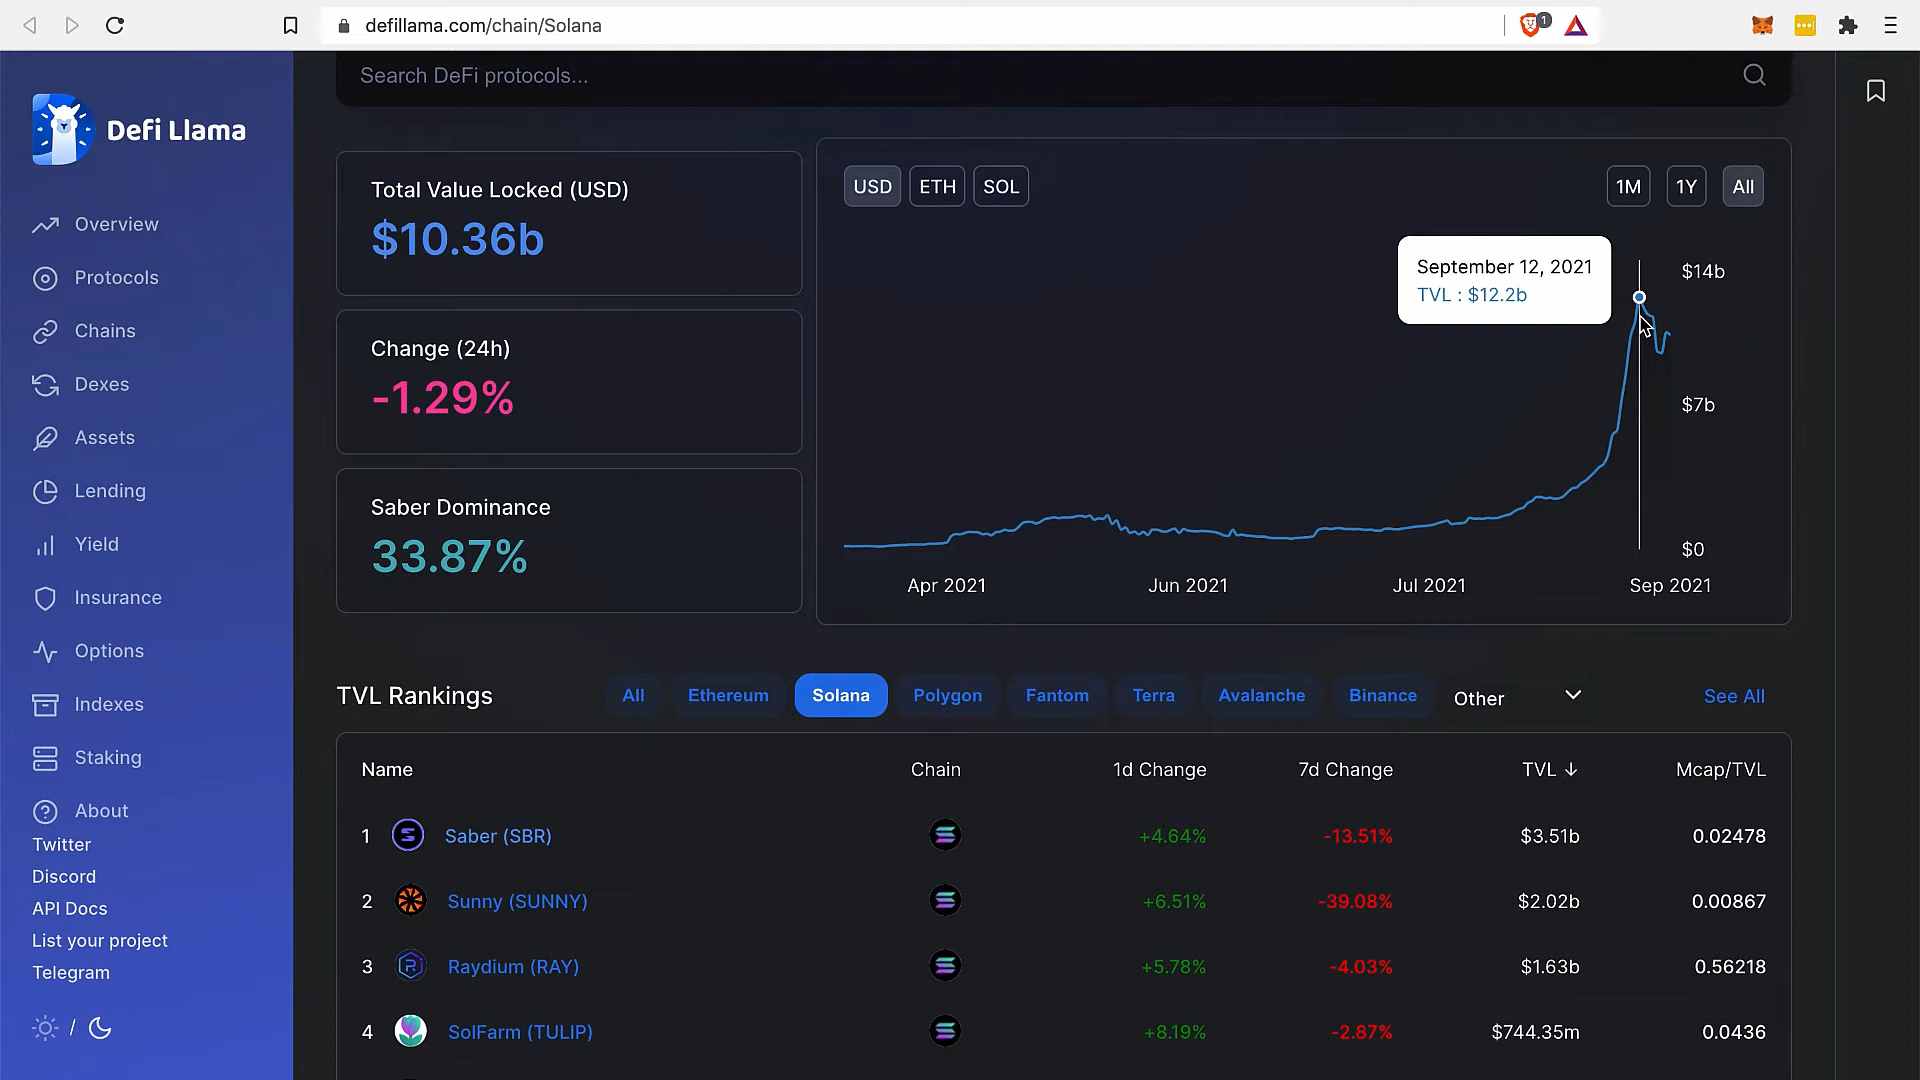 defillama.com/chain/Solana
1
Search DeFi protocols...
Defi Llama
Overview
Protocols
Chains
Dexes
Assets
Lending
Yield
Insurance
Options
Indexes
Staking
About
Twitter
Discord
API Docs
List your project
Telegram
/
Total Value Locked (USD)
$10.36b
Change (24h)
-1.29%
Saber Dominance
33.87%
USD ETH SOL
1M 1Y All
September 12, 2021
TVL : $12.2b
$14b
$7b
$0
Apr 2021 Jun 2021 Jul 2021 Sep 2021
TVL Rankings All Ethereum Solana Polygon Fantom Terra Avalanche Binance Other See All
Name Chain 1d Change 7d Change TVL ↓ Mcap/TVL
1 Saber (SBR) +4.64% -13.51% $3.51b 0.02478
2 Sunny (SUNNY) +6.51% -39.08% $2.02b 0.00867
3 Raydium (RAY) +5.78% -4.03% $1.63b 0.56218
4 SolFarm (TULIP) +8.19% -2.87% $744.35m 0.0436